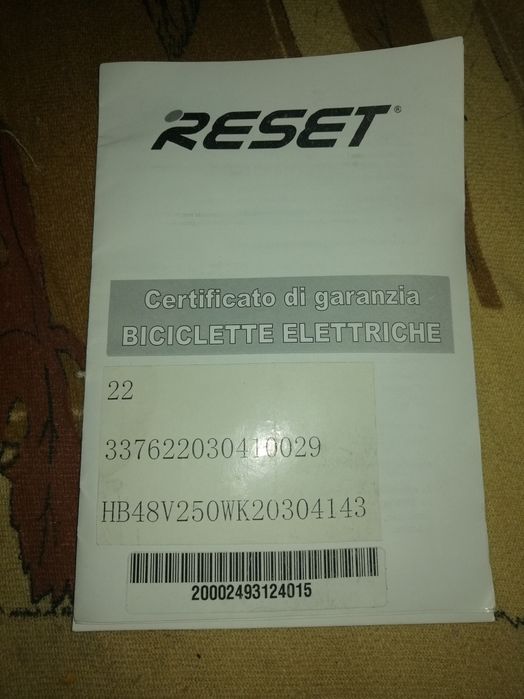 RESET®
Certificato di garanzia
BICICLETTE ELETTRICHE
22
337622030410029
HB48V250WK20304143
20002493124015